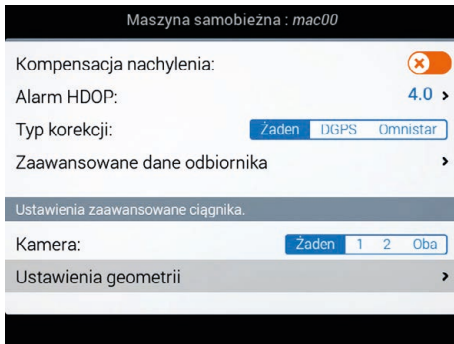 Maszyna samobieżna : mac00
Kompensacja nachylenia:
Alarm HDOP: 4.0 >
Typ korekcji: Żaden DGPS Omnistar
Zaawansowane dane odbiornika >
Ustawienia zaawansowane ciągnika.
Kamera: Żaden 1 2 Oba
Ustawienia geometrii >